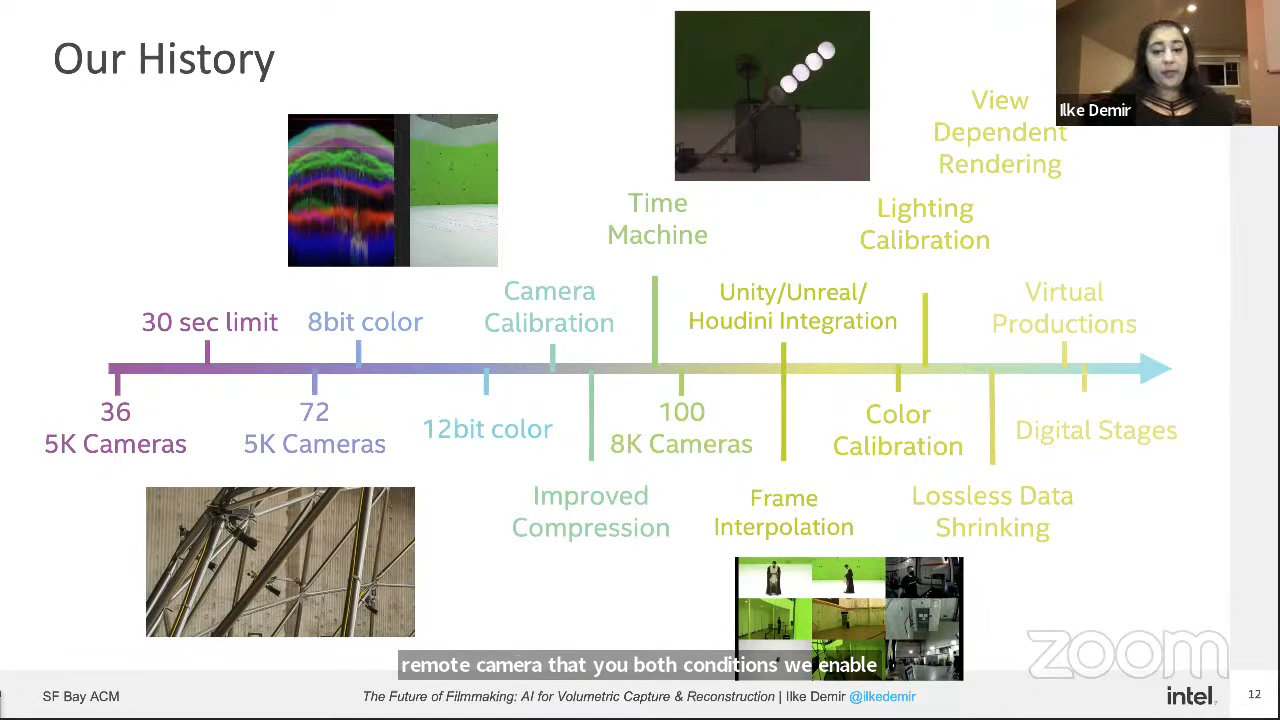 Our History
Ilke Demir
View
Dependent
Rendering
Time
Machine
Lighting
Calibration
Camera
Calibration
Unity/Unreal/
Houdini Integration
Virtual
Productions
30 sec limit
8bit color
36
5K Cameras
72
5K Cameras
12bit color
100
8K Cameras
Color
Calibration
Digital Stages
Improved
Compression
Frame
Interpolation
Lossless Data
Shrinking
zoom
remote camera that you both conditions we enable
SF Bay ACM
The Future of Filmmaking: AI for Volumetric Capture & Reconstruction | Ilke Demir @ilkedemir
intel.
12